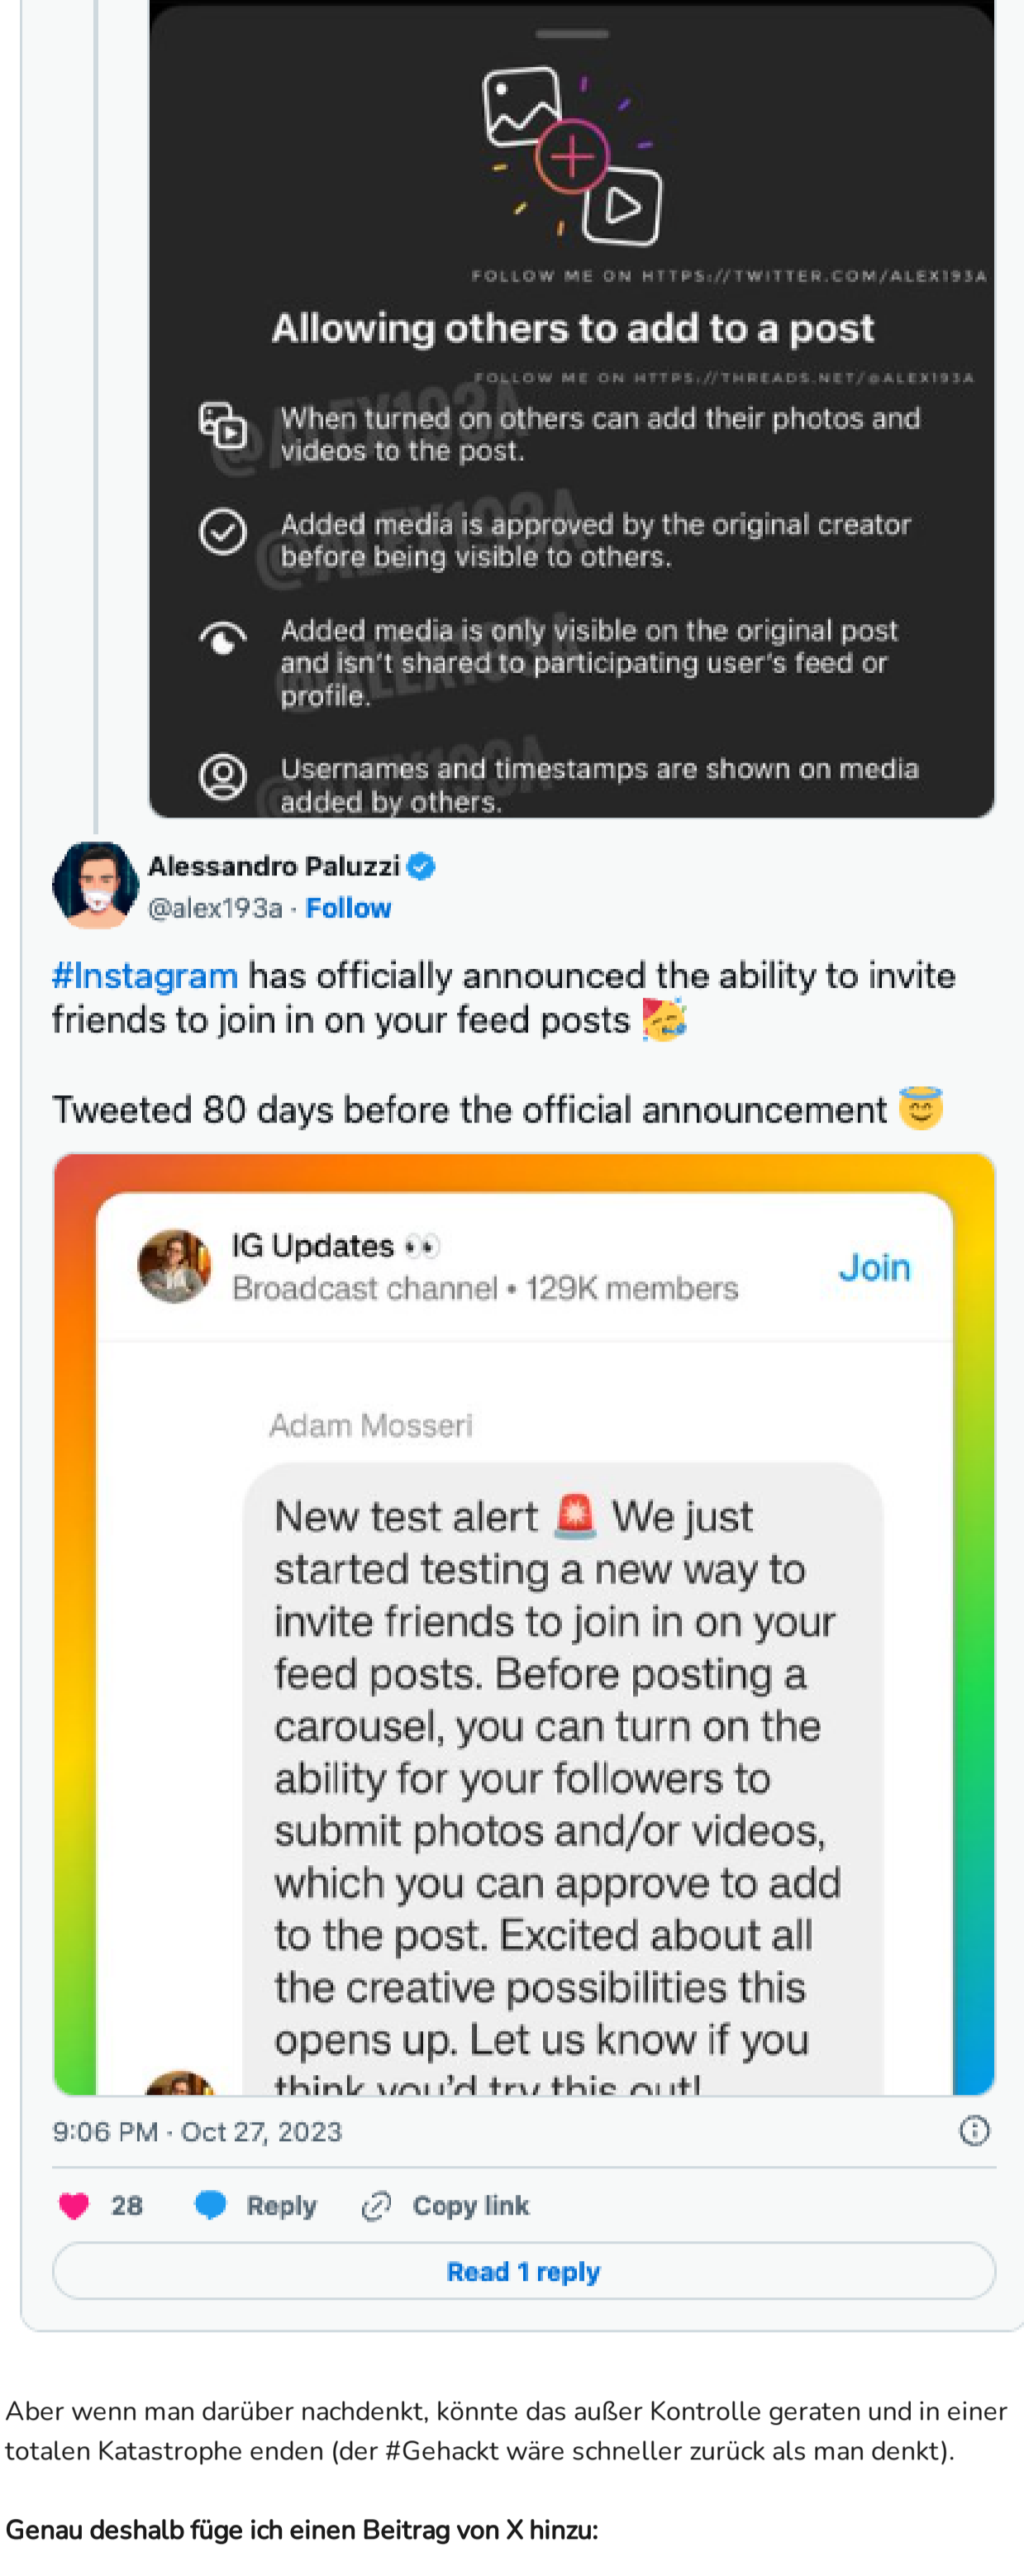 FOLLOW ME ON HTTPS://TWITTER.COM/ALEX193A
Allowing others to add to a post
FOLLOW ME ON HTTPS://THREADS.NET/@ALEX193A
@ALEX193A
When turned on others can add their photos and
videos to the post.
@ALEX193A
Added media is approved by the original creator
before being visible to others.
@ALEX193A
Added media is only visible on the original post
and isn't shared to participating user's feed or
profile.
@ALEX193A
Usernames and timestamps are shown on media
added by others.
Alessandro Paluzzi
@alex193a · Follow
#Instagram has officially announced the ability to invite
friends to join in on your feed posts 🥳
Tweeted 80 days before the official announcement 😇
IG Updates 👀
Broadcast channel • 129K members
Join
Adam Mosseri
New test alert 🚨 We just
started testing a new way to
invite friends to join in on your
feed posts. Before posting a
carousel, you can turn on the
ability for your followers to
submit photos and/or videos,
which you can approve to add
to the post. Excited about all
the creative possibilities this
opens up. Let us know if you
think you'd try this out!
9:06 PM · Oct 27, 2023
28 Reply Copy link
Read 1 reply
Aber wenn man darüber nachdenkt, könnte das außer Kontrolle geraten und in einer
totalen Katastrophe enden (der #Gehackt wäre schneller zurück als man denkt).
Genau deshalb füge ich einen Beitrag von X hinzu: